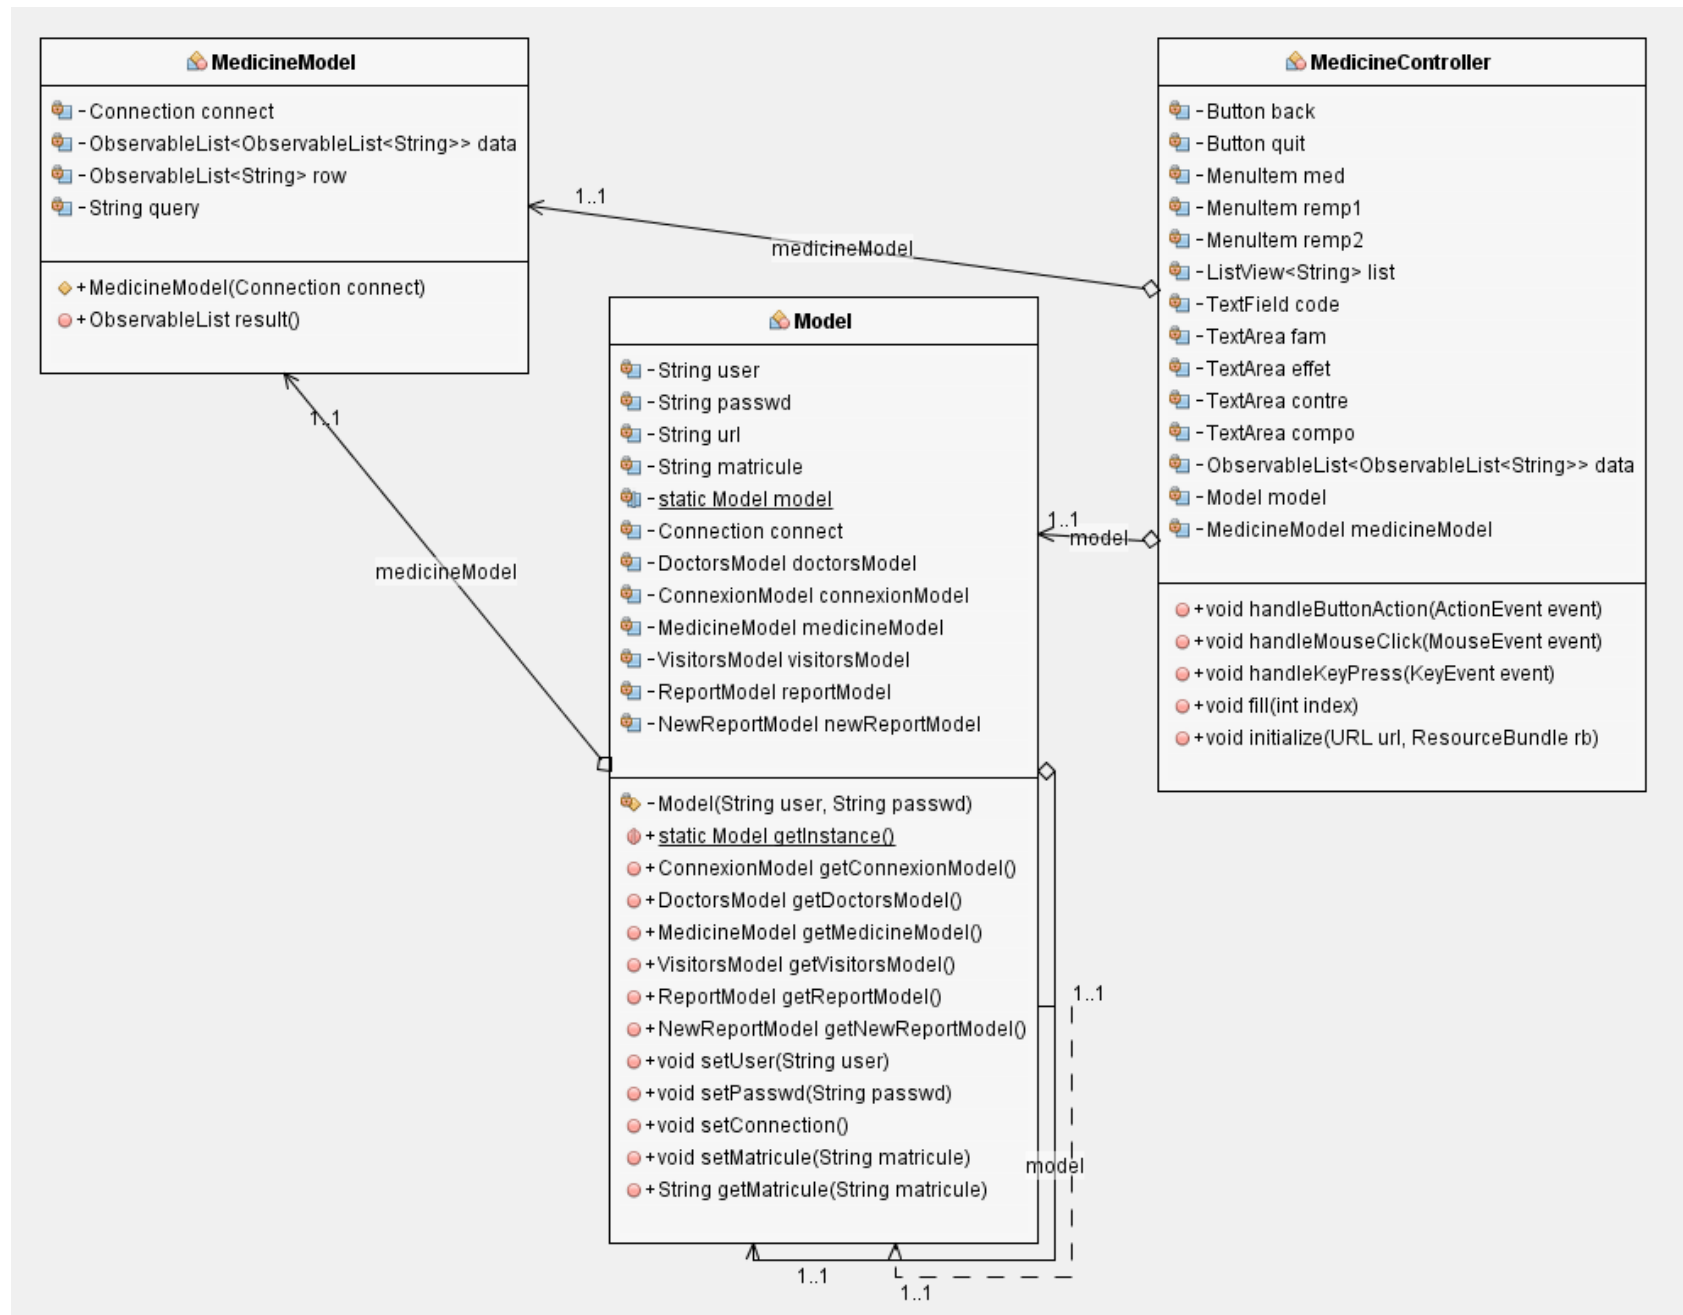 MedicineModel
- Connection connect
- ObservableList<ObservableList<String>> data
- ObservableList<String> row
- String query
+ MedicineModel(Connection connect)
+ ObservableList result()
1..1
medicineModel
1..1
medicineModel
Model
- String user
- String passwd
- String url
- String matricule
- static Model model
- Connection connect
- DoctorsModel doctorsModel
- ConnexionModel connexionModel
- MedicineModel medicineModel
- VisitorsModel visitorsModel
- ReportModel reportModel
- NewReportModel newReportModel
- Model(String user, String passwd)
+ static Model getInstance()
+ ConnexionModel getConnexionModel()
+ DoctorsModel getDoctorsModel()
+ MedicineModel getMedicineModel()
+ VisitorsModel getVisitorsModel()
+ ReportModel getReportModel()
+ NewReportModel getNewReportModel()
+ void setUser(String user)
+ void setPasswd(String passwd)
+ void setConnection()
+ void setMatricule(String matricule)
+ String getMatricule(String matricule)
1..1
model
MedicineController
- Button back
- Button quit
- MenuItem med
- MenuItem remp1
- MenuItem remp2
- ListView<String> list
- TextField code
- TextArea fam
- TextArea effet
- TextArea contre
- TextArea compo
- ObservableList<ObservableList<String>> data
- Model model
- MedicineModel medicineModel
+ void handleButtonAction(ActionEvent event)
+ void handleMouseClick(MouseEvent event)
+ void handleKeyPress(KeyEvent event)
+ void fill(int index)
+ void initialize(URL url, ResourceBundle rb)
1..1
model
1..1
1..1